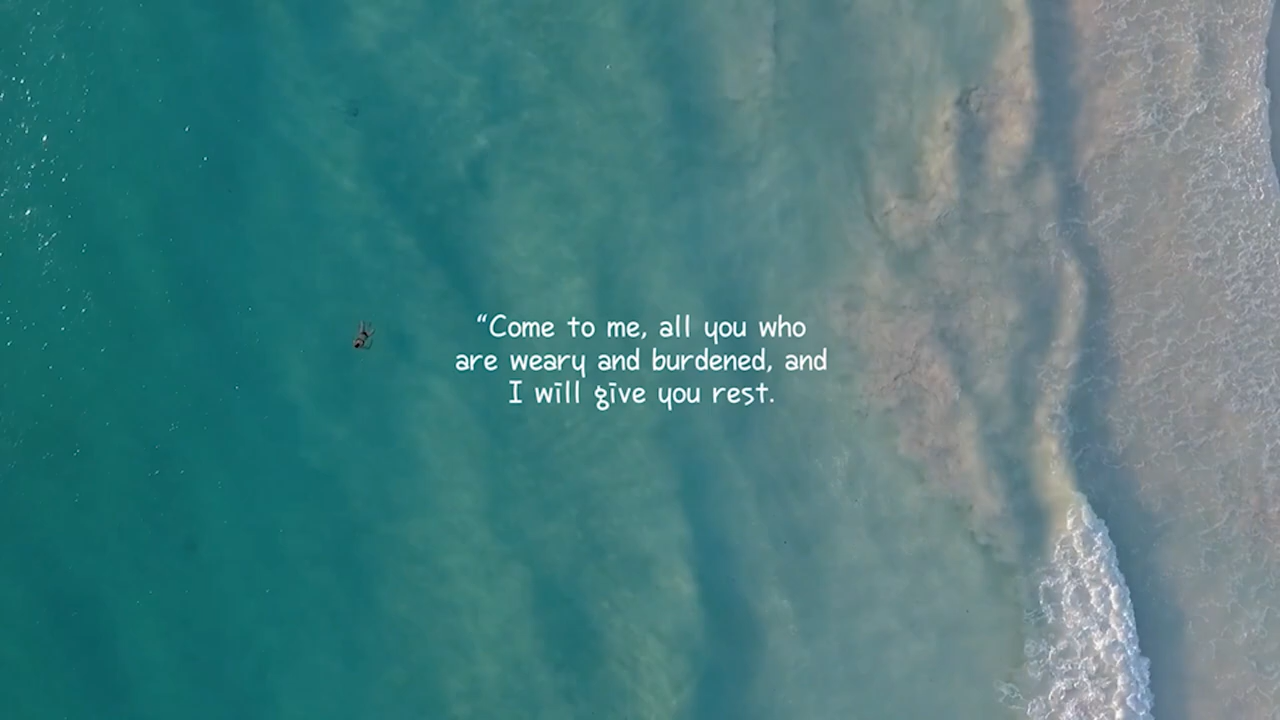 “Come to me, all you who
are weary and burdened, and
I will give you rest.